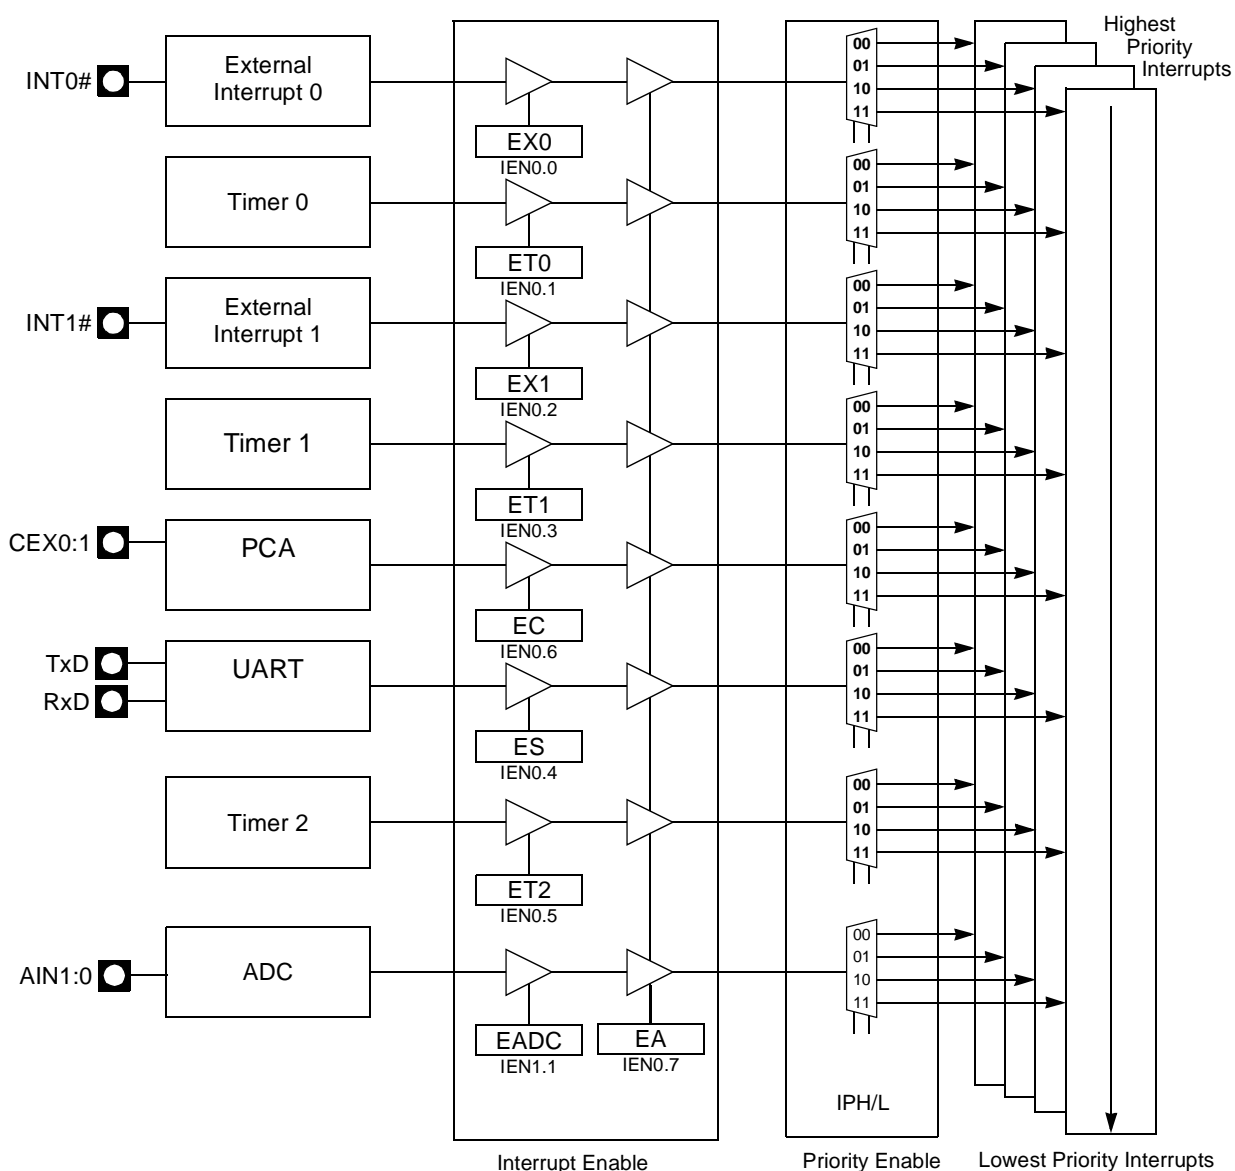 Highest
Priority
Interrupts
INT0#
External
Interrupt 0
EX0
IEN0.0
00
01
10
11
Timer 0
ET0
IEN0.1
00
01
10
11
INT1#
External
Interrupt 1
EX1
IEN0.2
00
01
10
11
Timer 1
ET1
IEN0.3
00
01
10
11
CEX0:1
PCA
EC
IEN0.6
00
01
10
11
TxD
RxD
UART
ES
IEN0.4
00
01
10
11
Timer 2
ET2
IEN0.5
00
01
10
11
AIN1:0
ADC
EADC
IEN1.1
EA
IEN0.7
00
01
10
11
IPH/L
Interrupt Enable
Priority Enable
Lowest Priority Interrupts